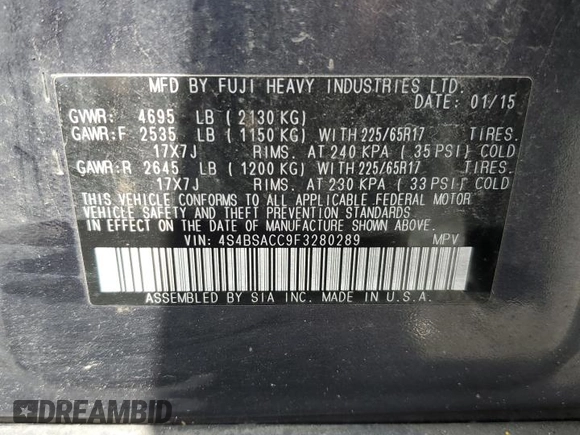 MFD BY FUJI HEAVY INDUSTRIES LTD.
DATE: 01/15
GVWR: 4695 LB ( 2130 KG)
GAWR:F 2535 LB ( 1150 KG) WITH 225/65R17 TIRES.
17X7J RIMS. AT 240 KPA ( 35 PSI) COLD
GAWR:R 2645 LB ( 1200 KG) WITH 225/65R17 TIRES.
17X7J RIMS. AT 230 KPA ( 33 PSI) COLD
THIS VEHICLE CONFORMS TO ALL APPLICABLE FEDERAL MOTOR
VEHICLE SAFETY AND THEFT PREVENTION STANDARDS
IN EFFECT ON THE DATE OF MANUFACTURE SHOWN ABOVE.
VIN: 4S4BSACC9F3280289 MPV
ASSEMBLED BY SIA INC. MADE IN U.S.A.
DREAMBID